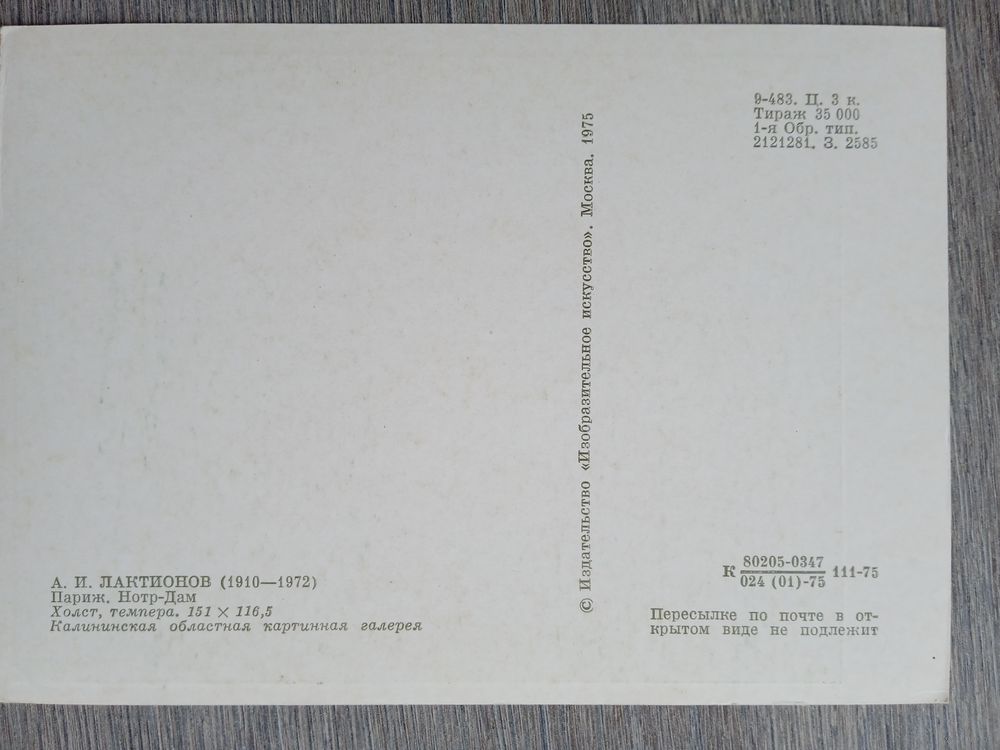 9-483. Ц. 3 к.
Тираж 35 000
1-я Обр. тип.
2121281. З. 2585
© Издательство «Изобразительное искусство». Москва. 1975
А. И. ЛАКТИОНОВ (1910—1972)
Париж. Нотр-Дам
Холст, темпера. 151 × 116,5
Калининская областная картинная галерея
К 80205-0347
024 (01)-75 111-75
Пересылке по почте в от-
крытом виде не подлежит